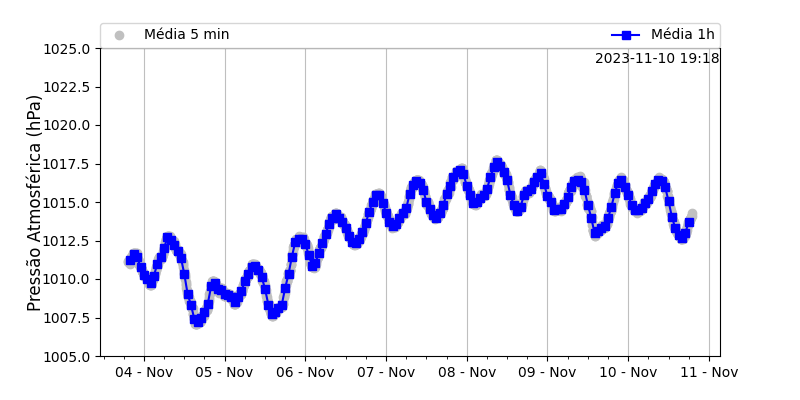 Média 5 min
Média 1h
2023-11-10 19:18
Pressão Atmosférica (hPa)
1025.0
1022.5
1020.0
1017.5
1015.0
1012.5
1010.0
1007.5
1005.0
04 - Nov
05 - Nov
06 - Nov
07 - Nov
08 - Nov
09 - Nov
10 - Nov
11 - Nov